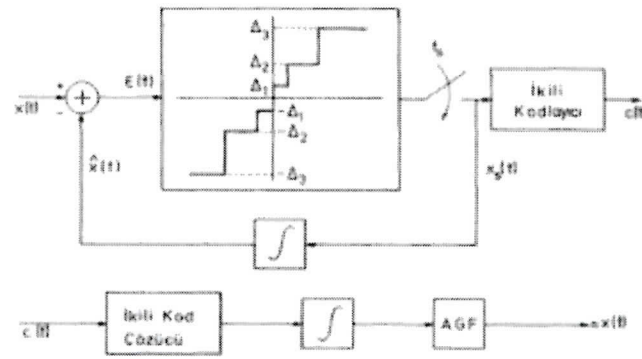 Δ₃
Δ₂
Δ₁
- Δ₁
- Δ₂
- Δ₃
x(t)
+
-
ε(t)
x̂(t)
fₛ
İkili
Kodlayıcı
c(t)
xₛ(t)
∫
c(t)
İkili Kod
Çözücü
∫
AGF
≈x(t)